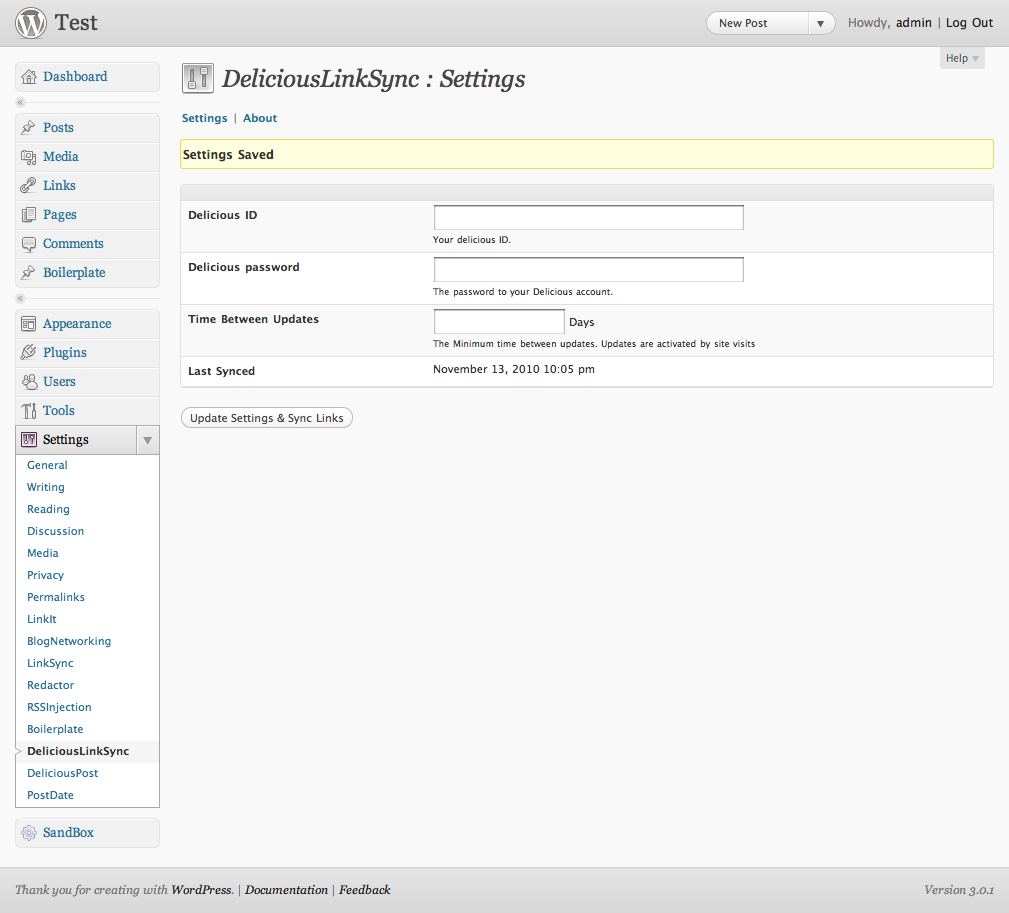 Test
New Post ▼ Howdy, admin | Log Out
Help ▼
Dashboard
«
Posts
Media
Links
Pages
Comments
Boilerplate
«
Appearance
Plugins
Users
Tools
Settings ▼
General
Writing
Reading
Discussion
Media
Privacy
Permalinks
LinkIt
BlogNetworking
LinkSync
Redactor
RSSInjection
Boilerplate
DeliciousLinkSync
DeliciousPost
PostDate
SandBox
DeliciousLinkSync : Settings
Settings | About
Settings Saved
Delicious ID
Your delicious ID.
Delicious password
The password to your Delicious account.
Time Between Updates
Days
The Minimum time between updates. Updates are activated by site visits
Last Synced November 13, 2010 10:05 pm
Update Settings & Sync Links
Thank you for creating with WordPress. | Documentation | Feedback
Version 3.0.1